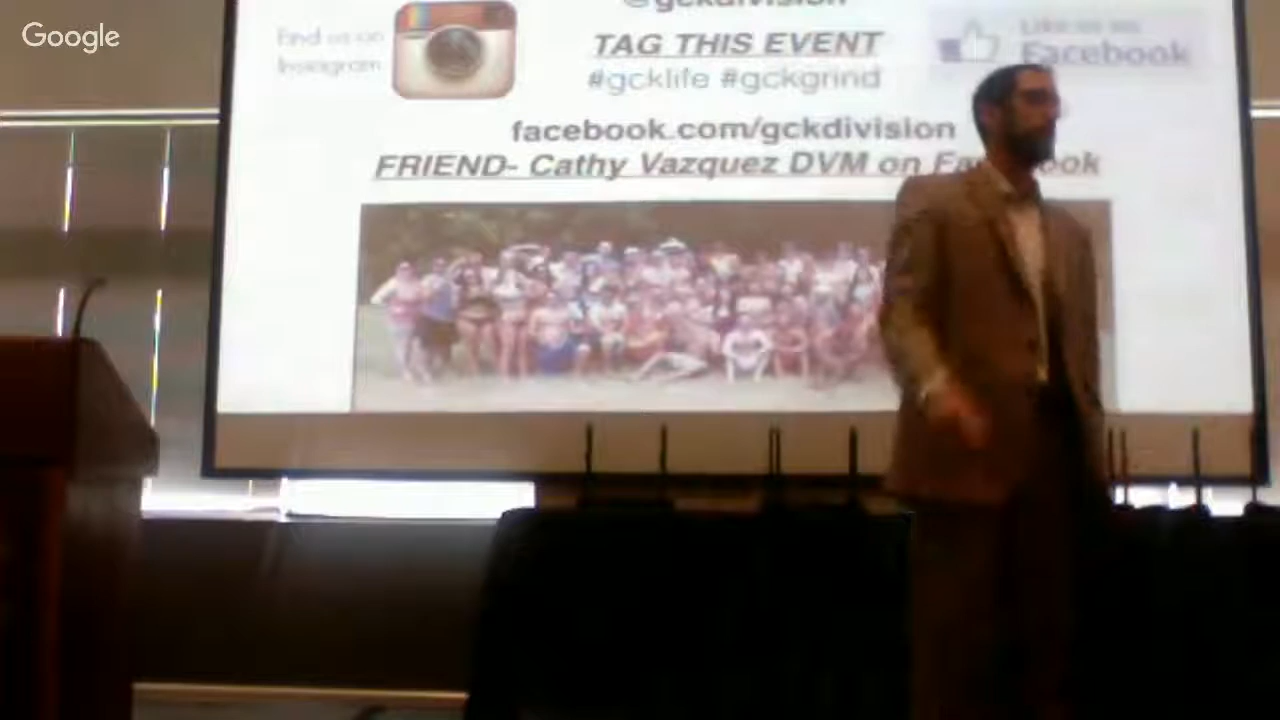 Google
@gckdivision
Find us on
Instagram
TAG THIS EVENT
#gcklife #gckgrind
Like us on
Facebook
facebook.com/gckdivision
FRIEND- Cathy Vazquez DVM on Facebook